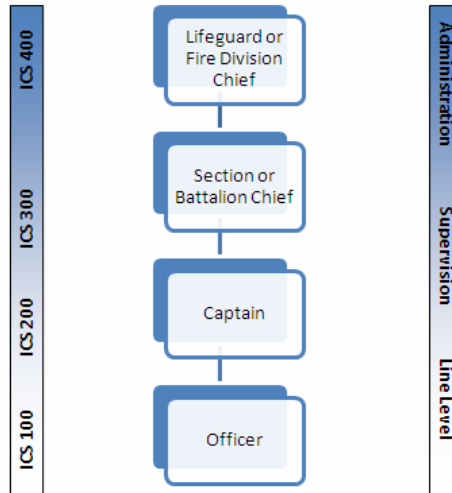 ICS 400
ICS 300
ICS 200
ICS 100
Lifeguard or
Fire Division
Chief
Section or
Battalion Chief
Captain
Officer
Administration
Supervision
Line Level